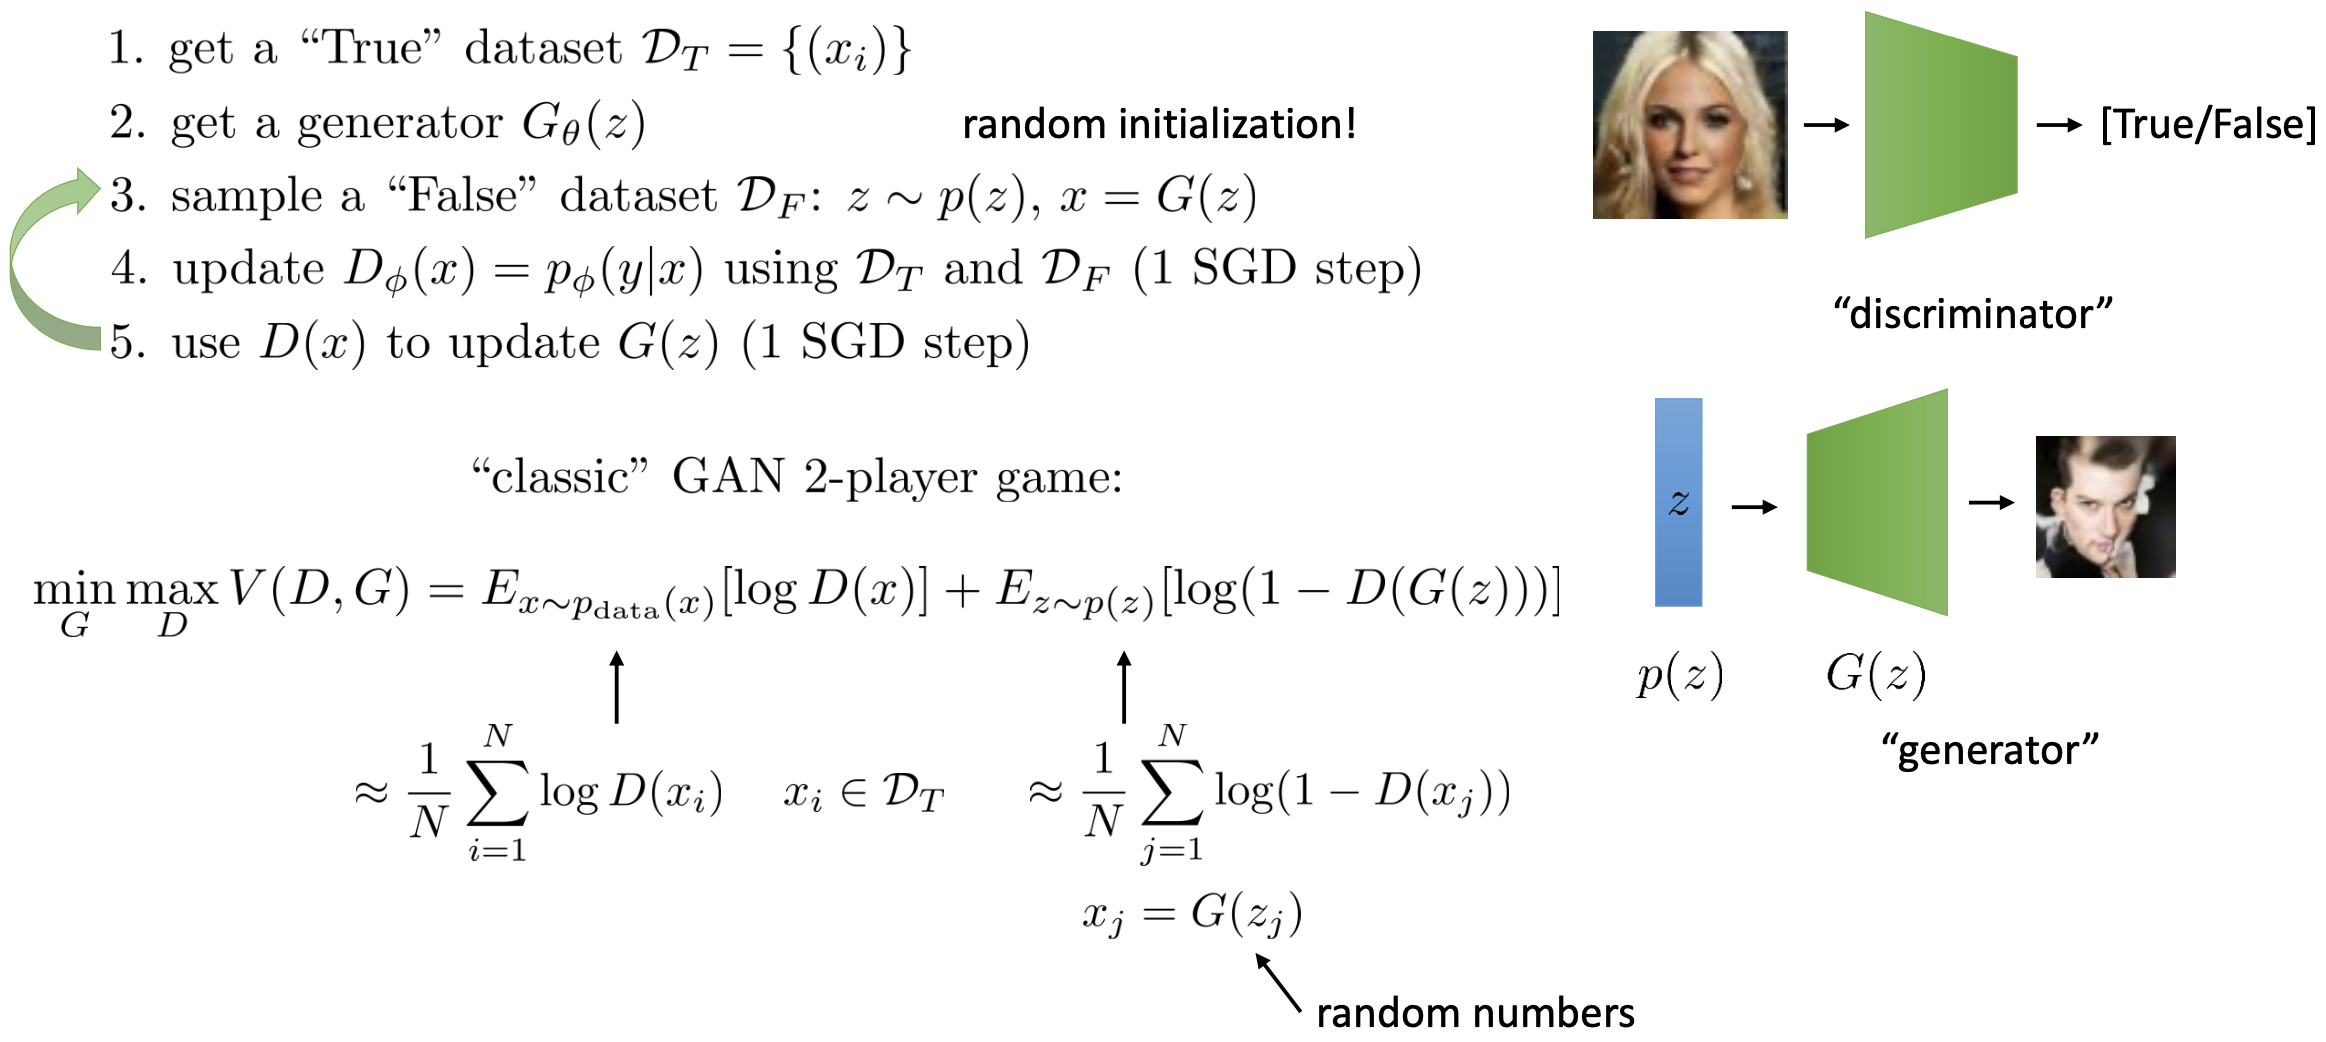 1. get a “True” dataset $\mathcal{D}_T = \{(x_i)\}$
2. get a generator $G_\theta(z)$
random initialization!
3. sample a “False” dataset $\mathcal{D}_F$: $z \sim p(z)$, $x = G(z)$
4. update $D_\phi(x) = p_\phi(y|x)$ using $\mathcal{D}_T$ and $\mathcal{D}_F$ (1 SGD step)
5. use $D(x)$ to update $G(z)$ (1 SGD step)
[True/False]
“discriminator”
“classic” GAN 2-player game:
$\min_G \max_D V(D, G) = E_{x \sim p_{\text{data}}(x)}[\log D(x)] + E_{z \sim p(z)}[\log(1 - D(G(z)))]$
$\approx \frac{1}{N} \sum_{i=1}^{N} \log D(x_i)$ $x_i \in \mathcal{D}_T$
$\approx \frac{1}{N} \sum_{j=1}^{N} \log(1 - D(x_j))$
$x_j = G(z_j)$
random numbers
$z$
$p(z)$
$G(z)$
“generator”